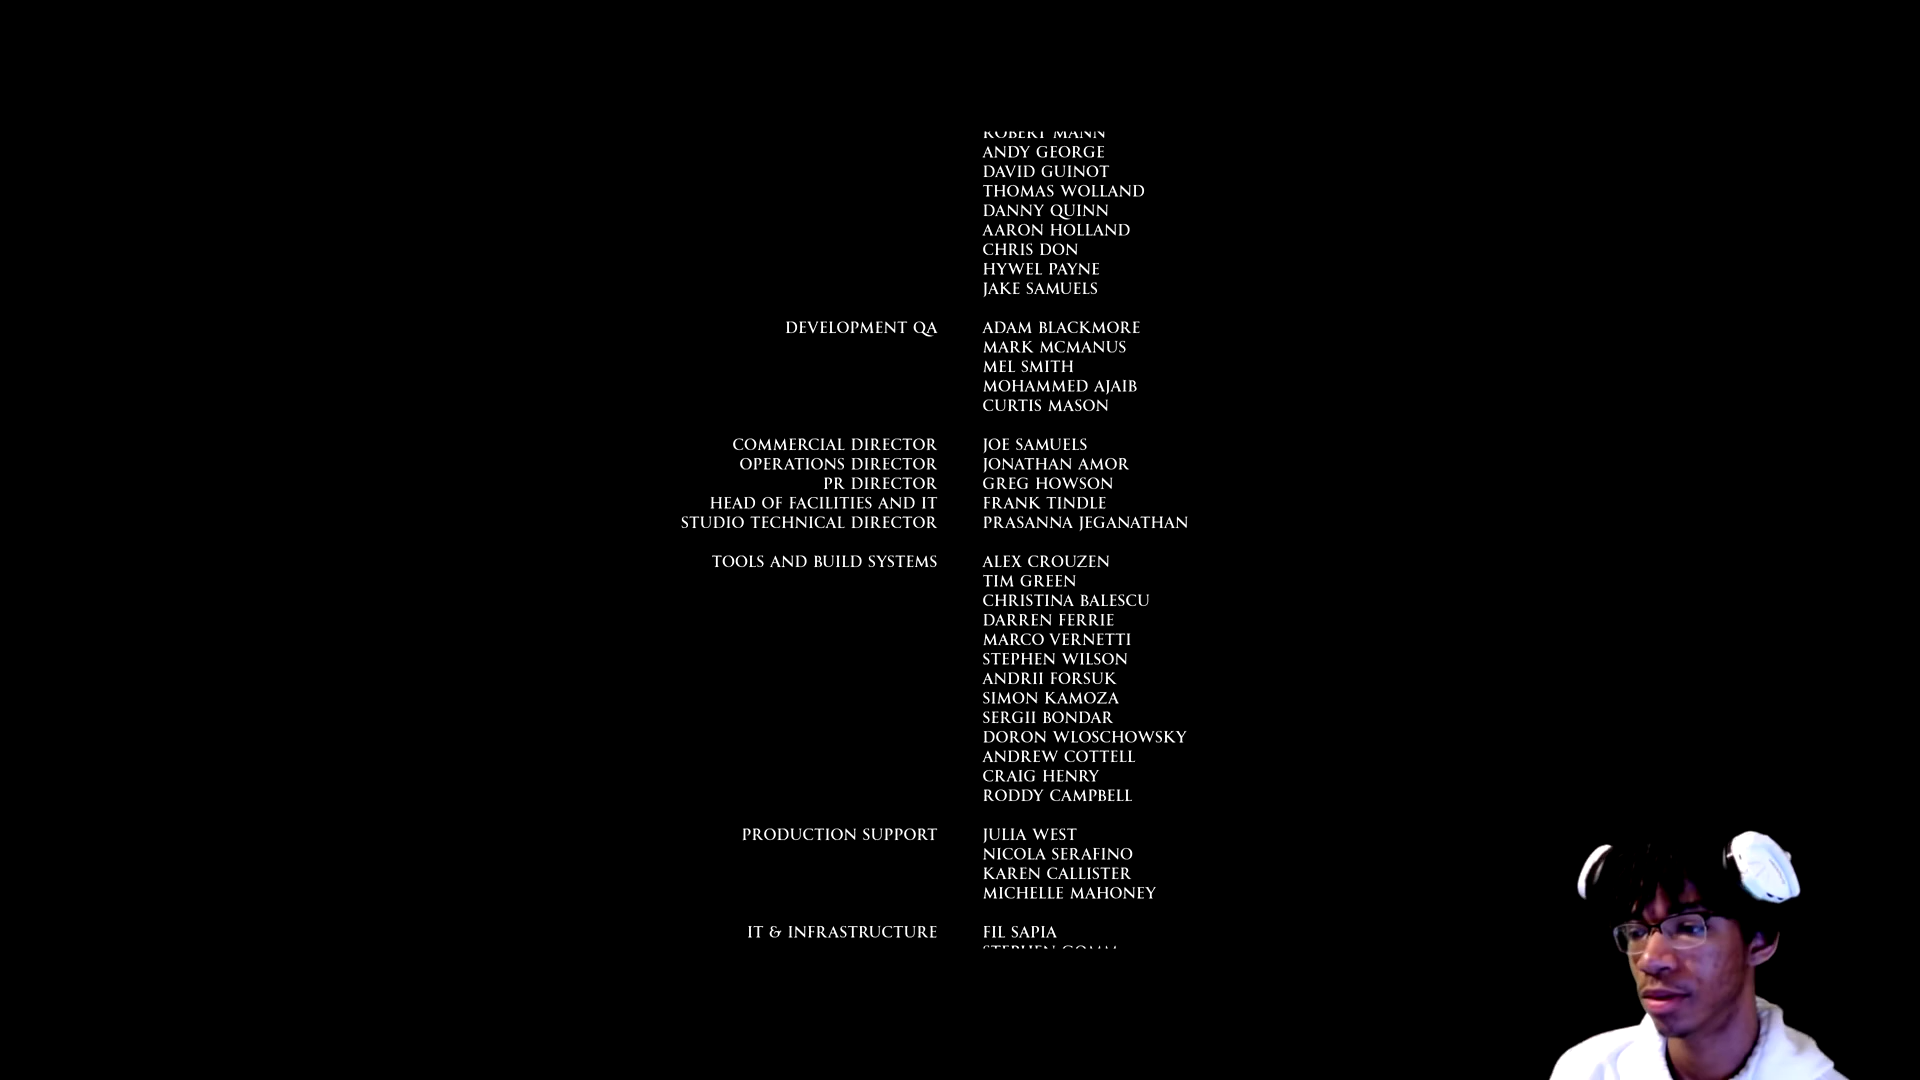 ROBERT MANN
ANDY GEORGE
DAVID GUINOT
THOMAS WOLLAND
DANNY QUINN
AARON HOLLAND
CHRIS DON
HYWEL PAYNE
JAKE SAMUELS
DEVELOPMENT QA ADAM BLACKMORE
MARK MCMANUS
MEL SMITH
MOHAMMED AJAIB
CURTIS MASON
COMMERCIAL DIRECTOR JOE SAMUELS
OPERATIONS DIRECTOR JONATHAN AMOR
PR DIRECTOR GREG HOWSON
HEAD OF FACILITIES AND IT FRANK TINDLE
STUDIO TECHNICAL DIRECTOR PRASANNA JEGANATHAN
TOOLS AND BUILD SYSTEMS ALEX CROUZEN
TIM GREEN
CHRISTINA BALESCU
DARREN FERRIE
MARCO VERNETTI
STEPHEN WILSON
ANDRII FORSUK
SIMON KAMOZA
SERGII BONDAR
DORON WLOSCHOWSKY
ANDREW COTTELL
CRAIG HENRY
RODDY CAMPBELL
PRODUCTION SUPPORT JULIA WEST
NICOLA SERAFINO
KAREN CALLISTER
MICHELLE MAHONEY
IT & INFRASTRUCTURE FIL SAPIA
STEPHEN